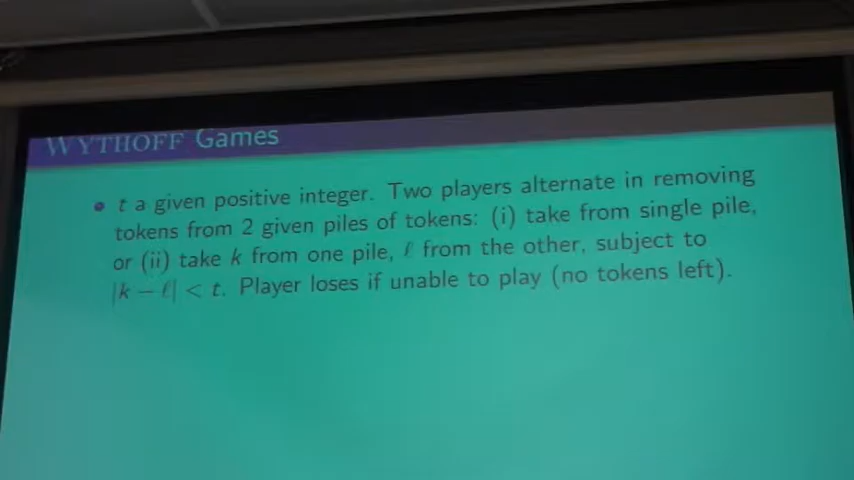 WYTHOFF Games
t a given positive integer. Two players alternate in removing
tokens from 2 given piles of tokens: (i) take from single pile,
or (ii) take k from one pile, ℓ from the other, subject to
|k − ℓ| < t. Player loses if unable to play (no tokens left).